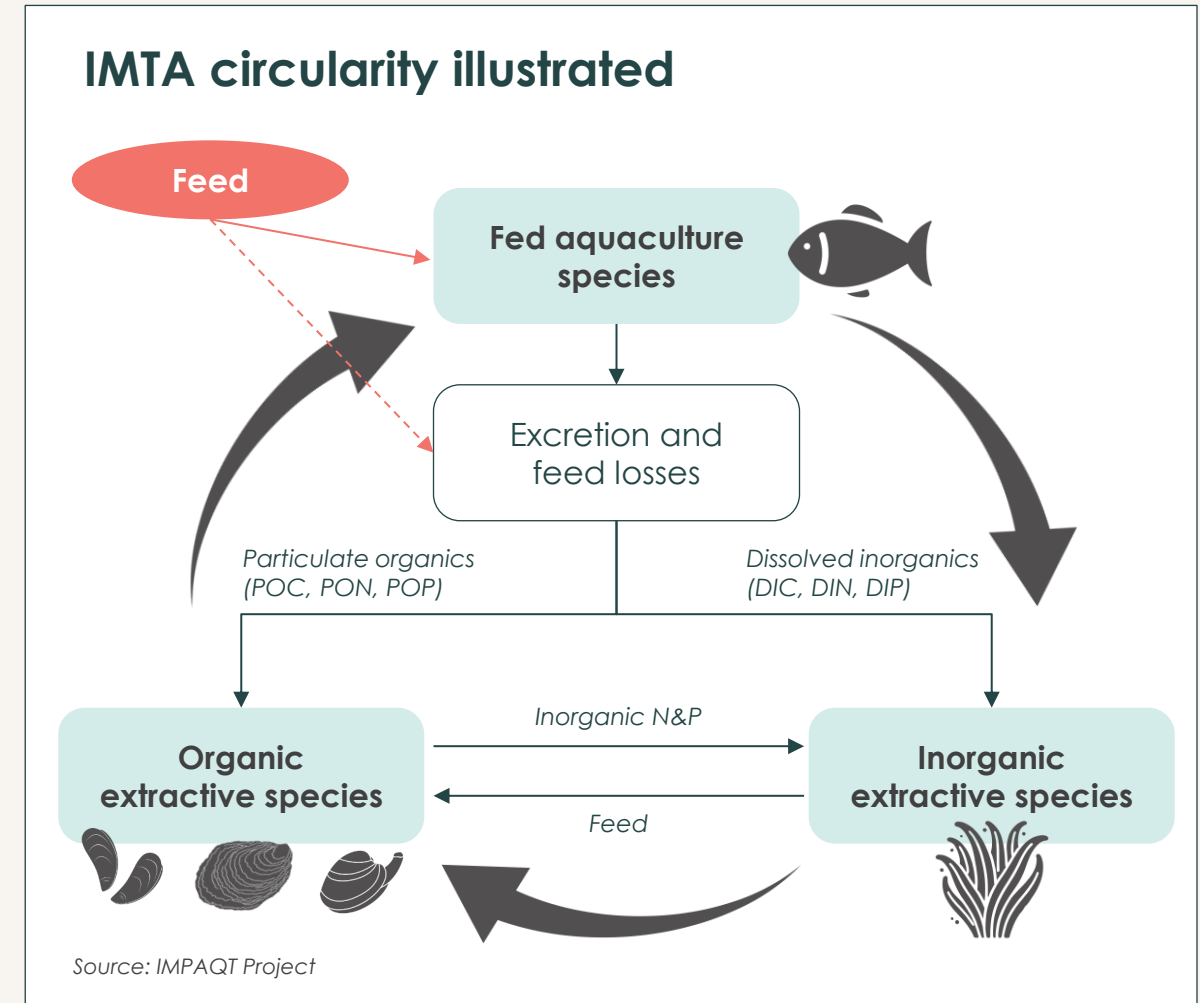 IMTA circularity illustrated
Feed
Fed aquaculture
species
Excretion and
feed losses
Particulate organics
(POC, PON, POP)
Dissolved inorganics
(DIC, DIN, DIP)
Inorganic N&P
Organic
extractive species
Inorganic
extractive species
Feed
Source: IMPAQT Project